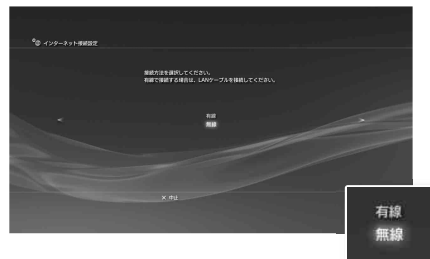 インターネット接続設定
接続方法を選択してください。
有線で接続する場合は、LANケーブルを接続してください。
有線
無線
× 中止
有線
無線